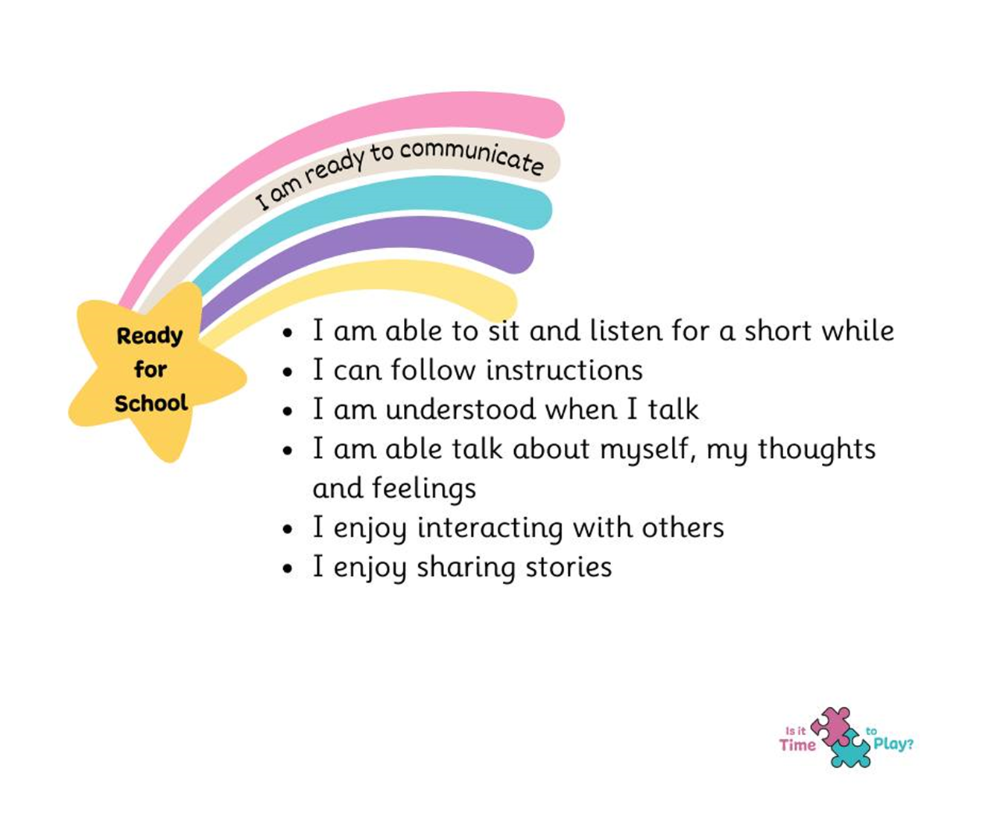 I am ready to communicate
Ready
for
School
• I am able to sit and listen for a short while
• I can follow instructions
• I am understood when I talk
• I am able talk about myself, my thoughts
and feelings
• I enjoy interacting with others
• I enjoy sharing stories
Is it
Time
to
Play?